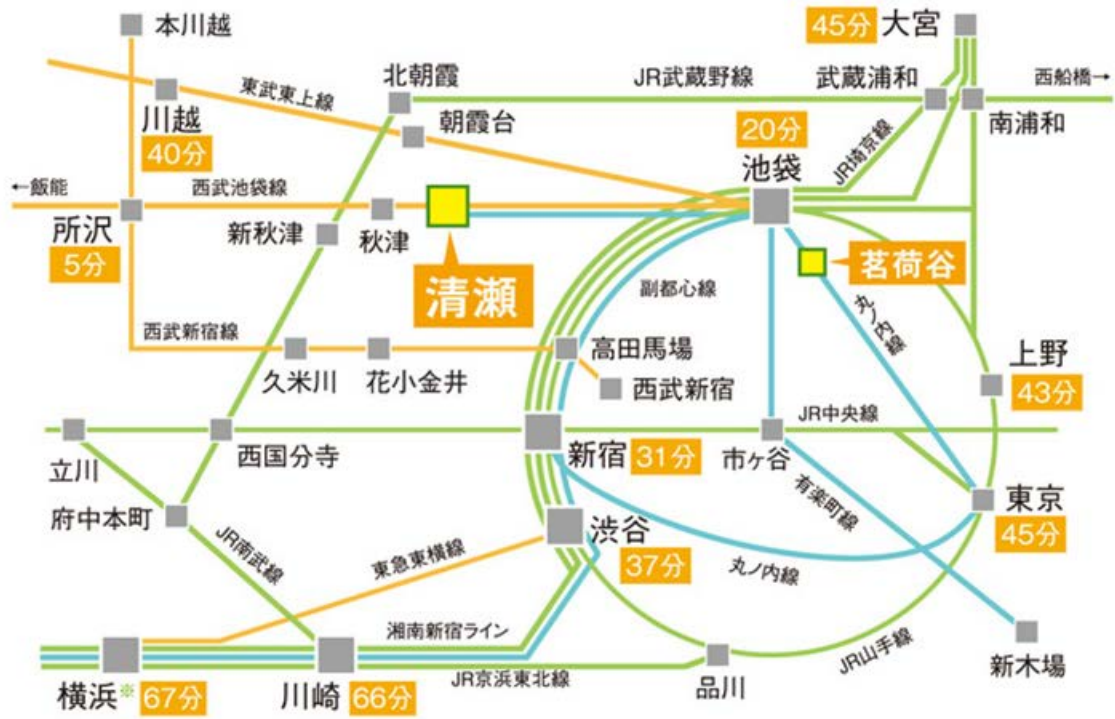 本川越
45分 大宮
北朝霞
JR武蔵野線
武蔵浦和
西船橋→
東武東上線
川越
40分
朝霞台
20分
池袋
JR埼京線
南浦和
←飯能
西武池袋線
所沢
5分
新秋津
秋津
清瀬
茗荷谷
副都心線
丸ノ内線
西武新宿線
久米川
花小金井
高田馬場
西武新宿
上野
43分
JR中央線
立川
西国分寺
新宿 31分
市ヶ谷
有楽町線
東京
45分
府中本町
JR南武線
東急東横線
渋谷
37分
丸ノ内線
湘南新宿ライン
JR京浜東北線
JR山手線
横浜※ 67分
川崎 66分
品川
新木場